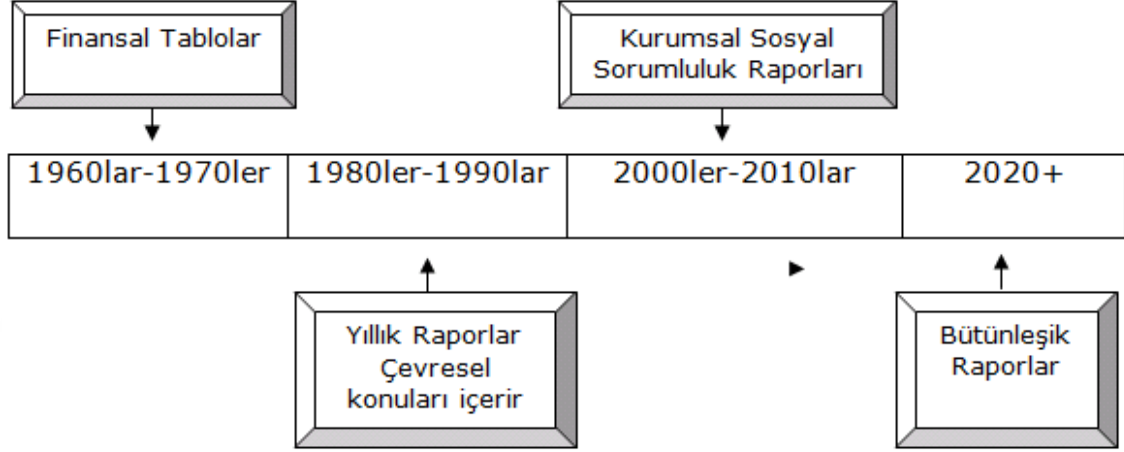 Finansal Tablolar
Kurumsal Sosyal
Sorumluluk Raporları
1960lar-1970ler
1980ler-1990lar
2000ler-2010lar
2020+
Yıllık Raporlar
Çevresel
konuları içerir
Bütünleşik
Raporlar